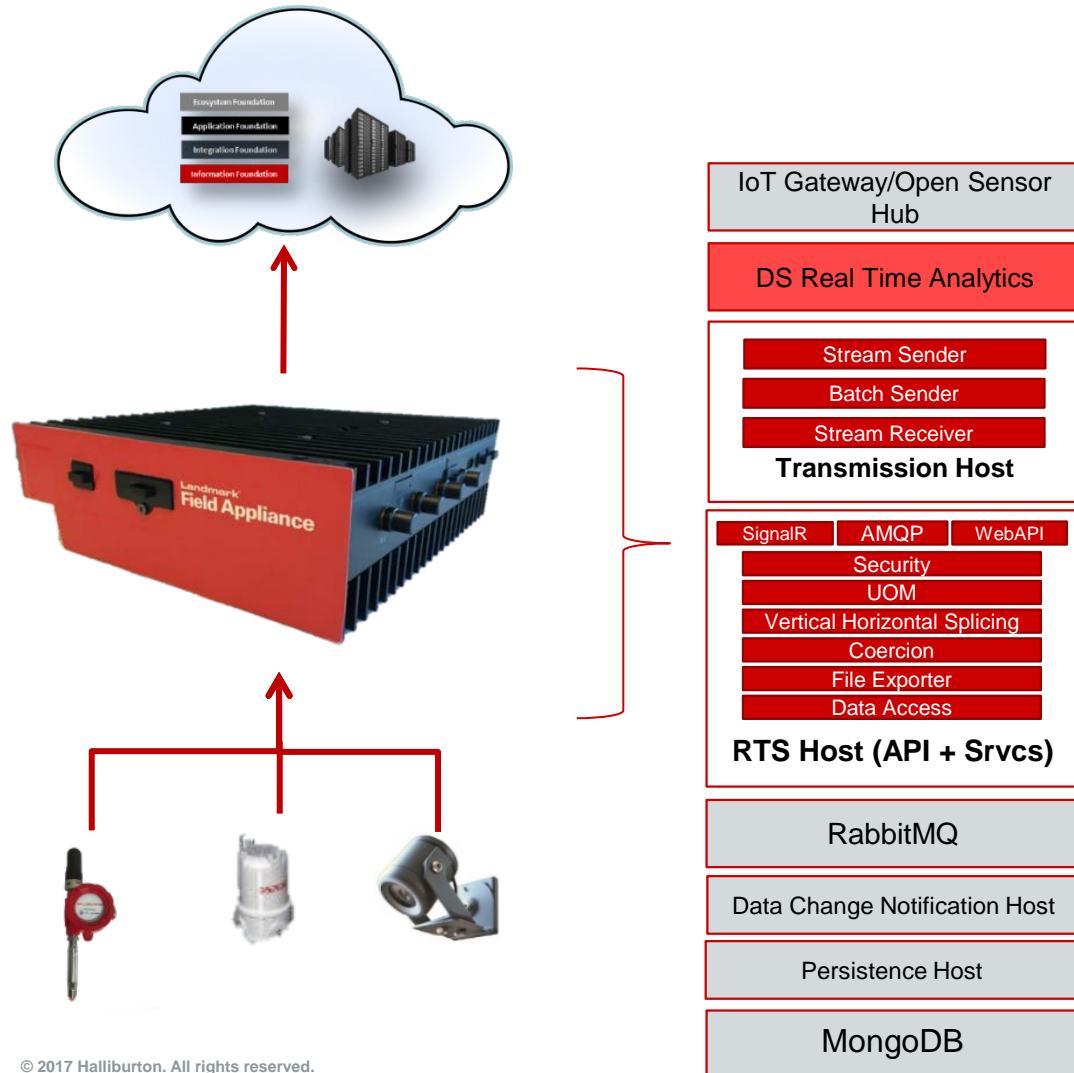 Ecosystem Foundation
Application Foundation
Integration Foundation
Information Foundation
Landmark
Field Appliance
IoT Gateway/Open Sensor
Hub
DS Real Time Analytics
Stream Sender
Batch Sender
Stream Receiver
Transmission Host
SignalR AMQP WebAPI
Security
UOM
Vertical Horizontal Splicing
Coercion
File Exporter
Data Access
RTS Host (API + Srvcs)
RabbitMQ
Data Change Notification Host
Persistence Host
MongoDB
© 2017 Halliburton. All rights reserved.